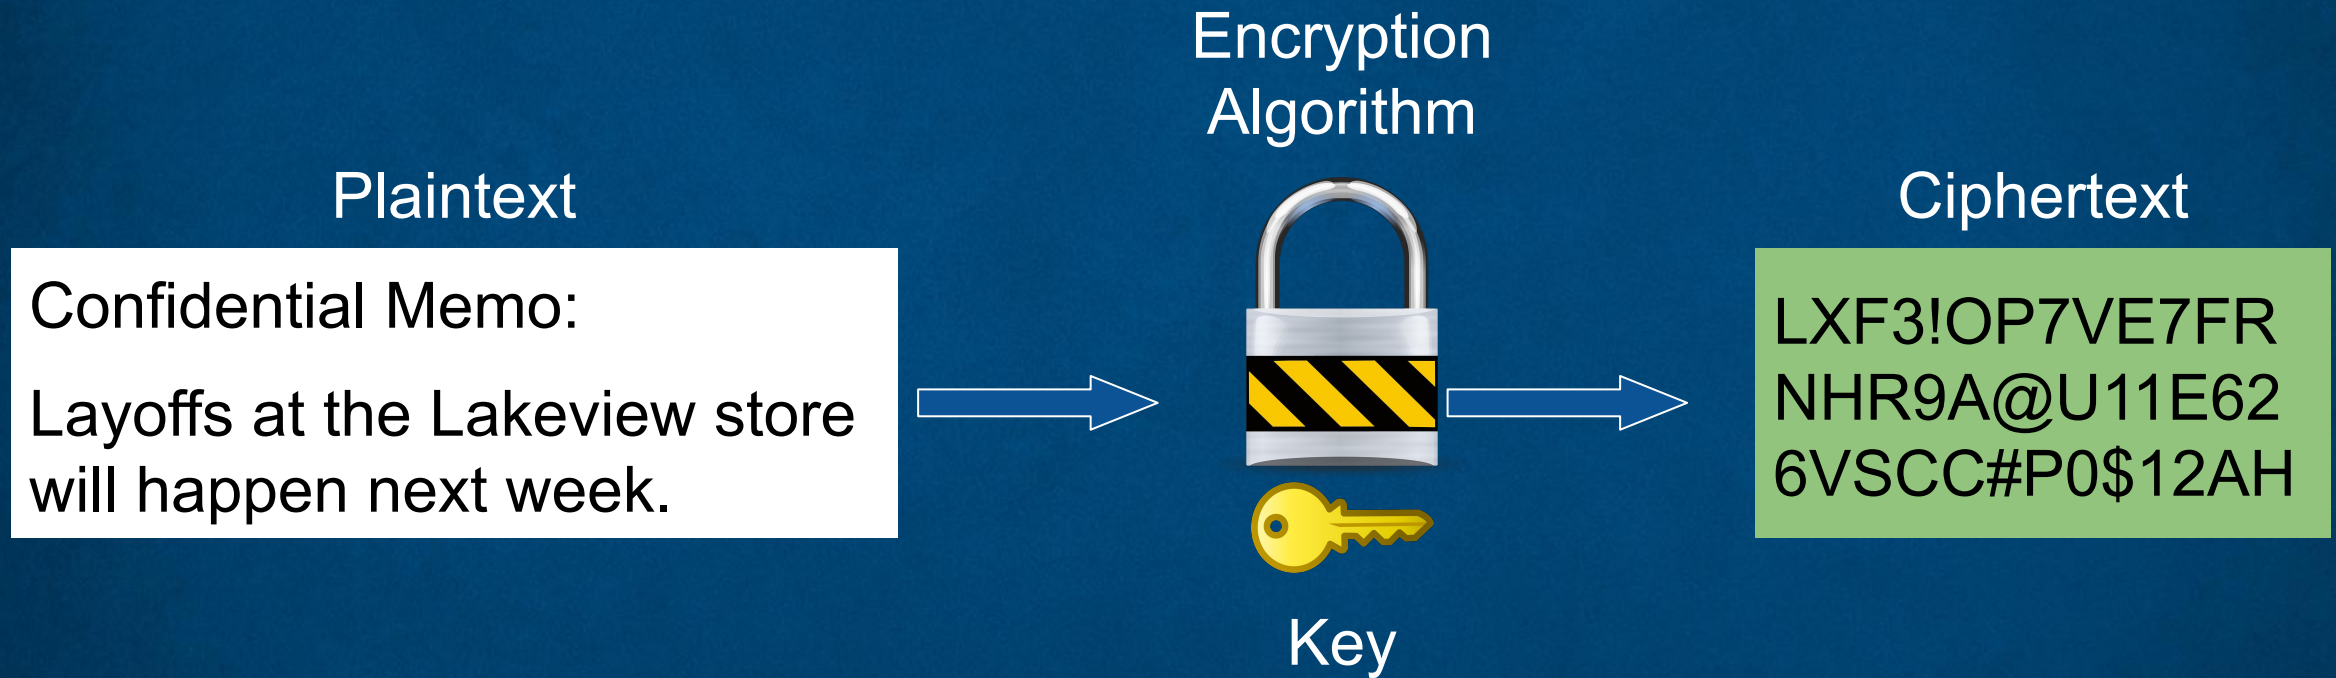 Plaintext
Confidential Memo:
Layoffs at the Lakeview store
will happen next week.
Encryption
Algorithm
Key
Ciphertext
LXF3!OP7VE7FR
NHR9A@U11E62
6VSCC#P0$12AH